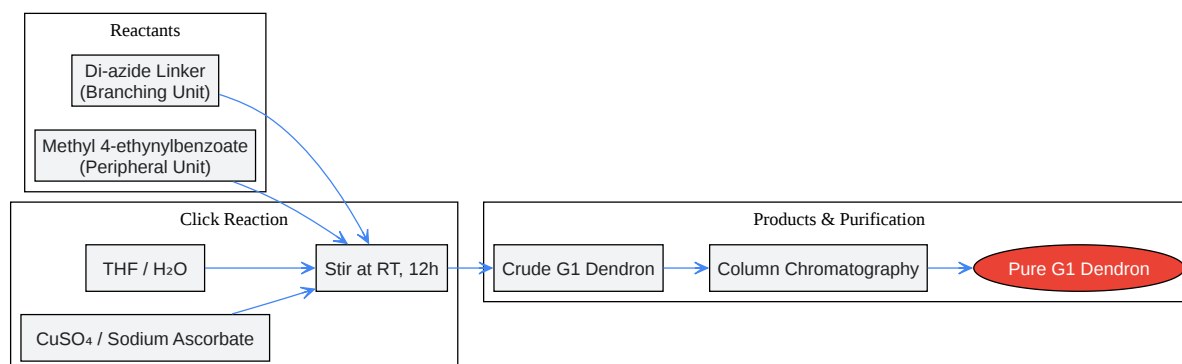 Reactants
Di-azide Linker
(Branching Unit)
Methyl 4-ethynylbenzoate
(Peripheral Unit)
Click Reaction
THF / H₂O
Stir at RT, 12h
CuSO₄ / Sodium Ascorbate
Products & Purification
Crude G1 Dendron
Column Chromatography
Pure G1 Dendron